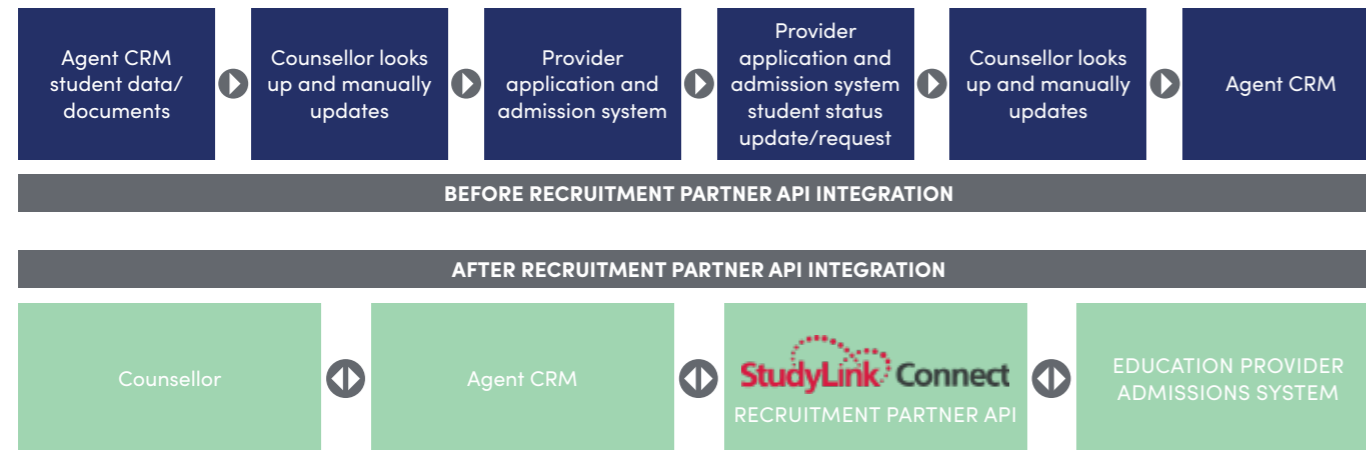 Agent CRM
student data/
documents
Counsellor looks
up and manually
updates
Provider
application and
admission system
Provider
application and
admission system
student status
update/request
Counsellor looks
up and manually
updates
Agent CRM
BEFORE RECRUITMENT PARTNER API INTEGRATION
AFTER RECRUITMENT PARTNER API INTEGRATION
Counsellor
Agent CRM
StudyLink Connect
RECRUITMENT PARTNER API
EDUCATION PROVIDER
ADMISSIONS SYSTEM